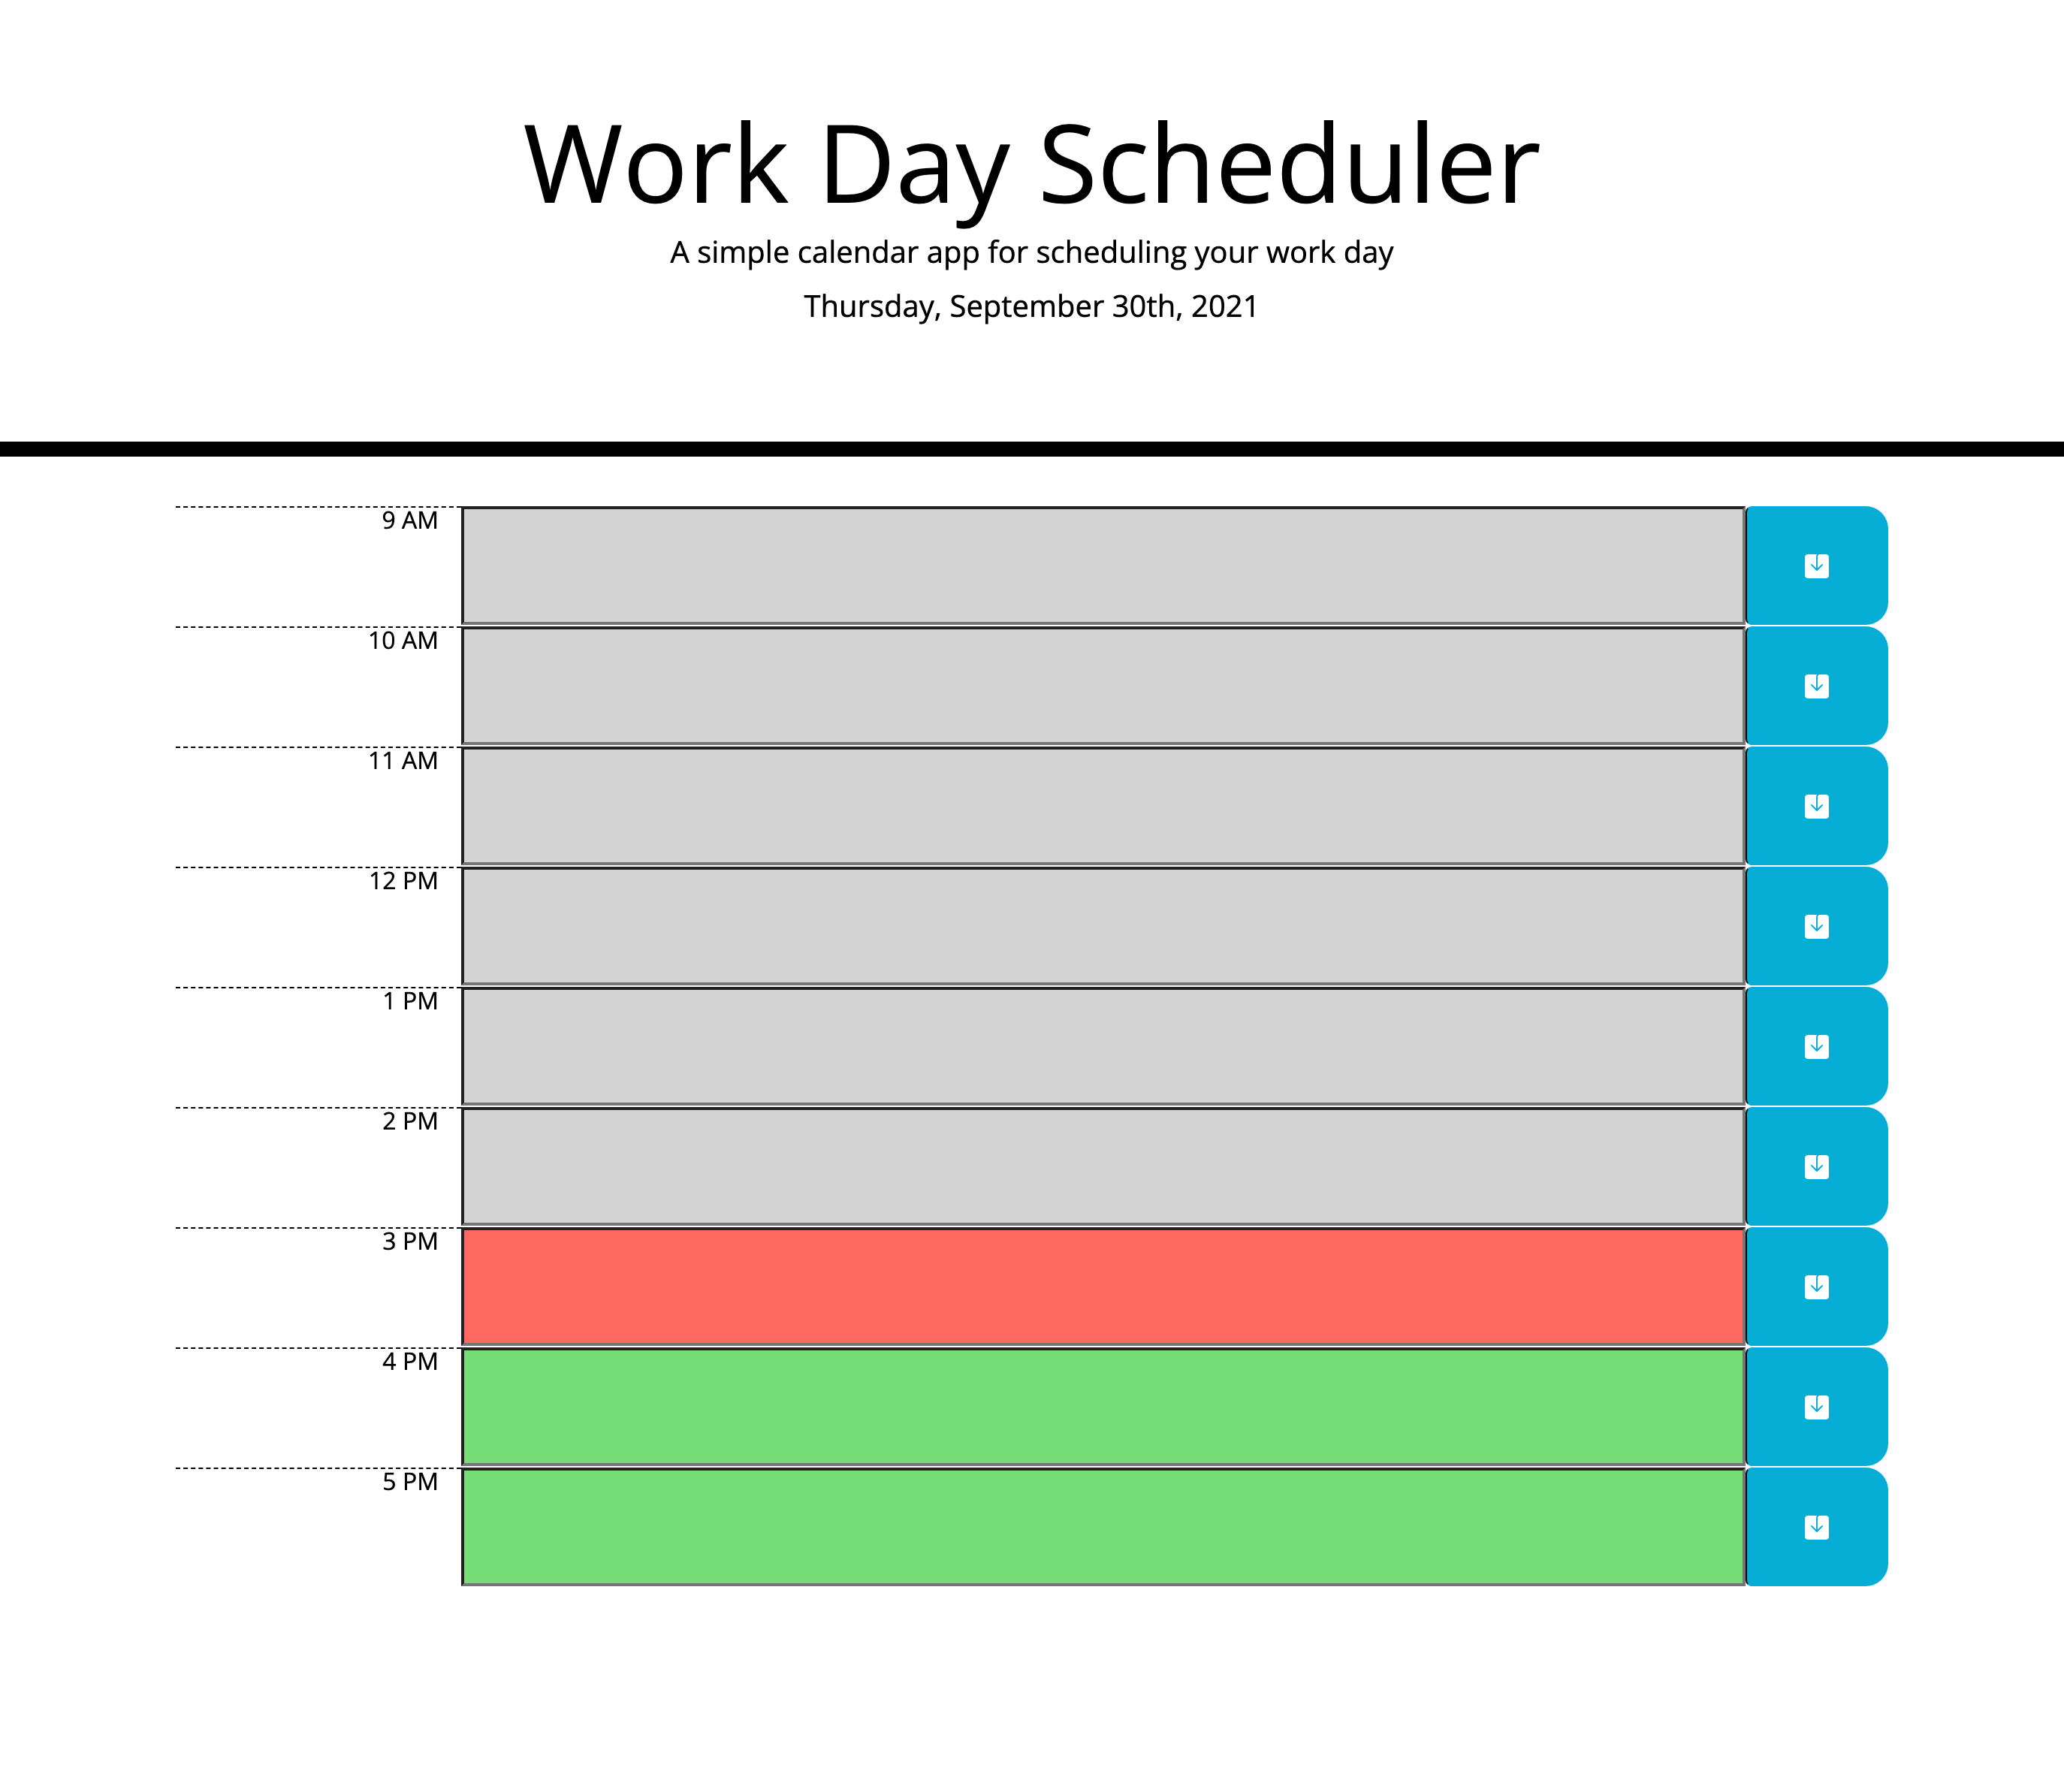 Work Day Scheduler
A simple calendar app for scheduling your work day
Thursday, September 30th, 2021
9 AM
10 AM
11 AM
12 PM
1 PM
2 PM
3 PM
4 PM
5 PM